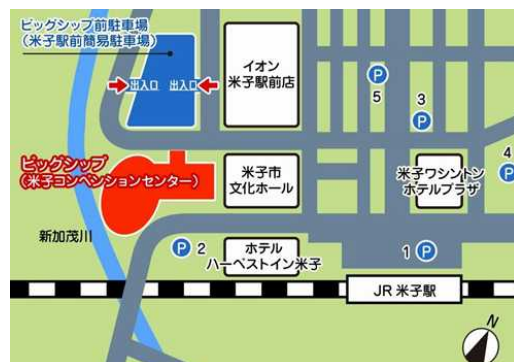 ビッグシップ前駐車場
（米子駅前簡易駐車場）
出入口
出入口
イオン
米子駅前店
P
5
3
P
4
P
ビッグシップ
（米子コンベンションセンター）
米子市
文化ホール
米子ワシントン
ホテルプラザ
新加茂川
P 2
ホテル
ハーベストイン米子
1 P
JR 米子駅
N